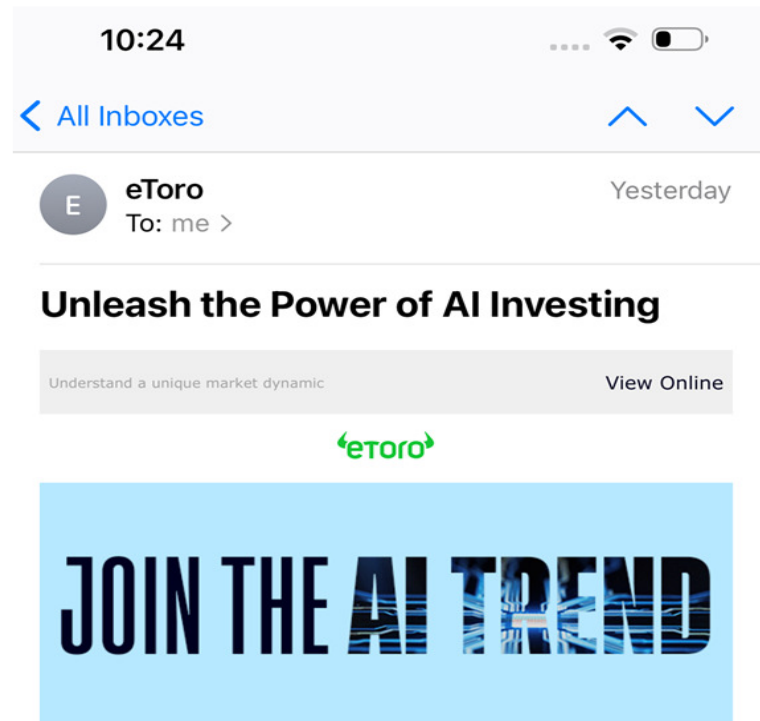 10:24
All Inboxes
E
eToro
Yesterday
To: me >
Unleash the Power of AI Investing
Understand a unique market dynamic
View Online
eToro
JOIN THE AI TREND